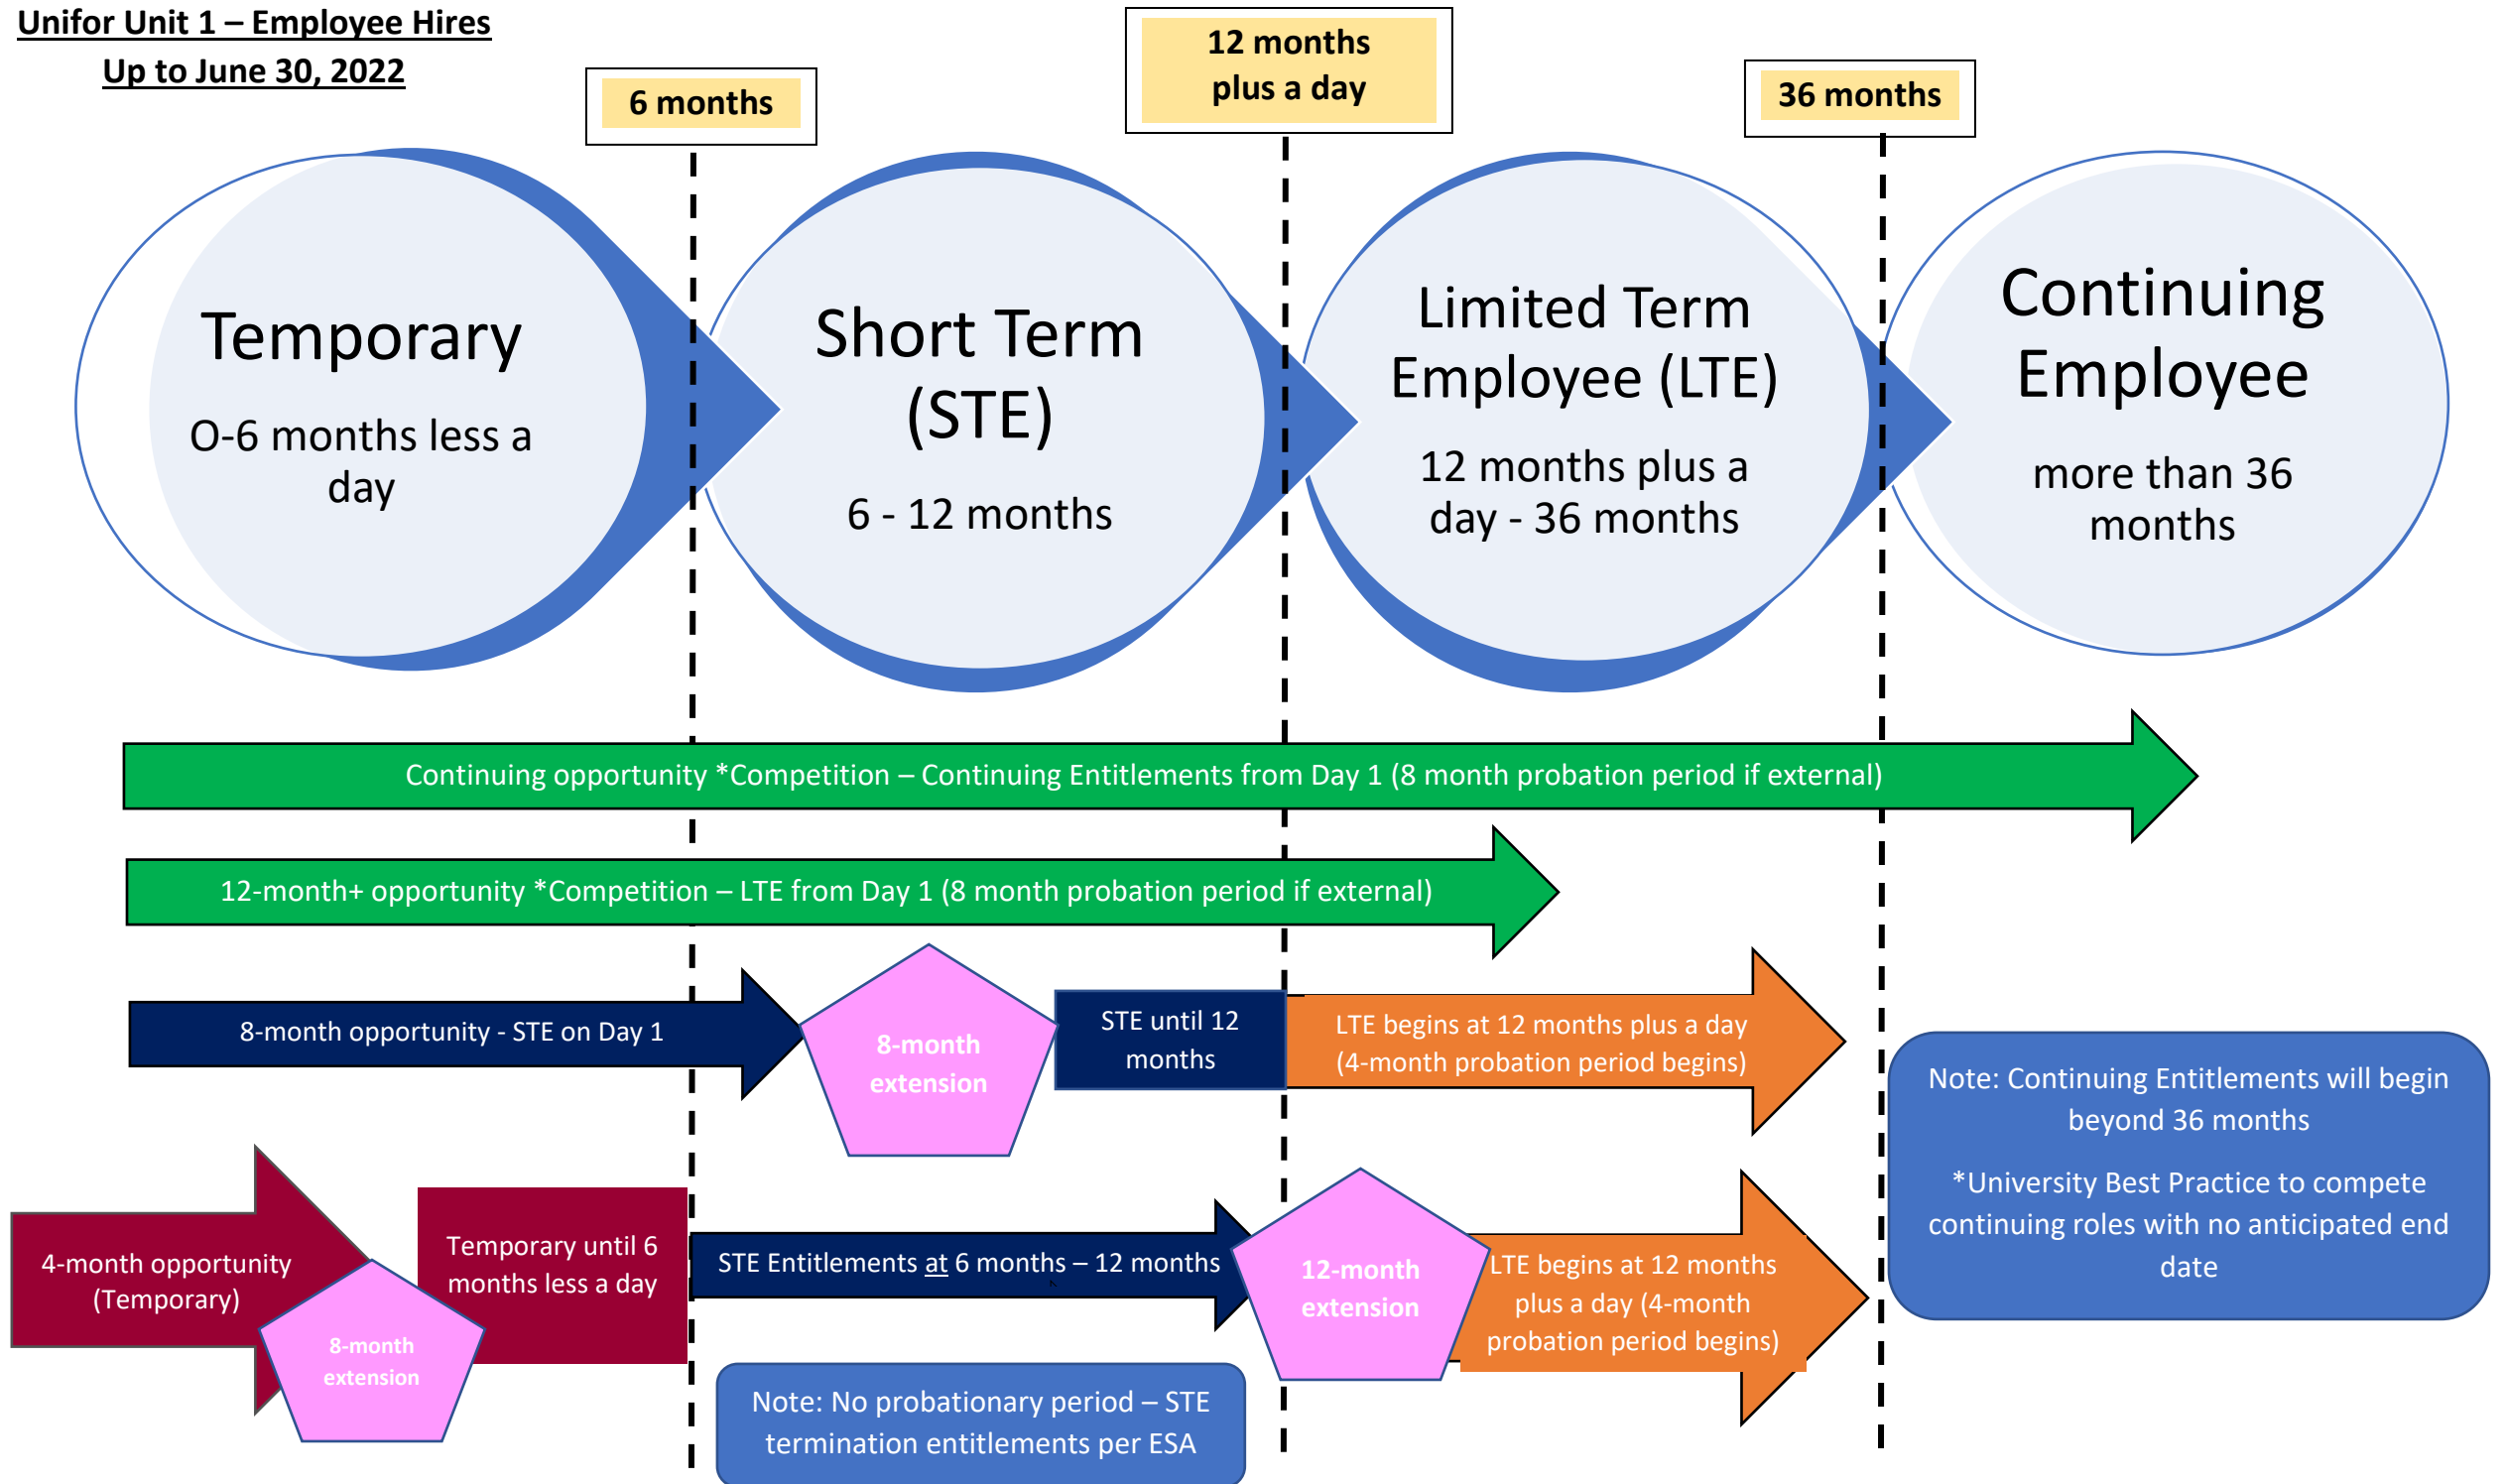 Unifor Unit 1 – Employee Hires
Up to June 30, 2022
6 months
12 months
plus a day
36 months
Temporary
O-6 months less a
day
Short Term
(STE)
6 - 12 months
Limited Term
Employee (LTE)
12 months plus a
day - 36 months
Continuing
Employee
more than 36
months
Continuing opportunity *Competition – Continuing Entitlements from Day 1 (8 month probation period if external)
12-month+ opportunity *Competition – LTE from Day 1 (8 month probation period if external)
8-month opportunity - STE on Day 1
8-month
extension
STE until 12
months
LTE begins at 12 months plus a day
(4-month probation period begins)
Note: Continuing Entitlements will begin
beyond 36 months
*University Best Practice to compete
continuing roles with no anticipated end
date
4-month opportunity
(Temporary)
8-month
extension
Temporary until 6
months less a day
STE Entitlements at 6 months – 12 months
12-month
extension
LTE begins at 12 months
plus a day (4-month
probation period begins)
Note: No probationary period – STE
termination entitlements per ESA